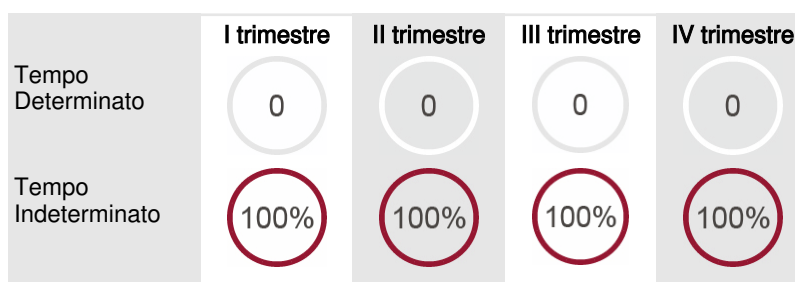 I trimestre II trimestre III trimestre IV trimestre
Tempo
Determinato
0 0 0 0
Tempo
Indeterminato
100% 100% 100% 100%